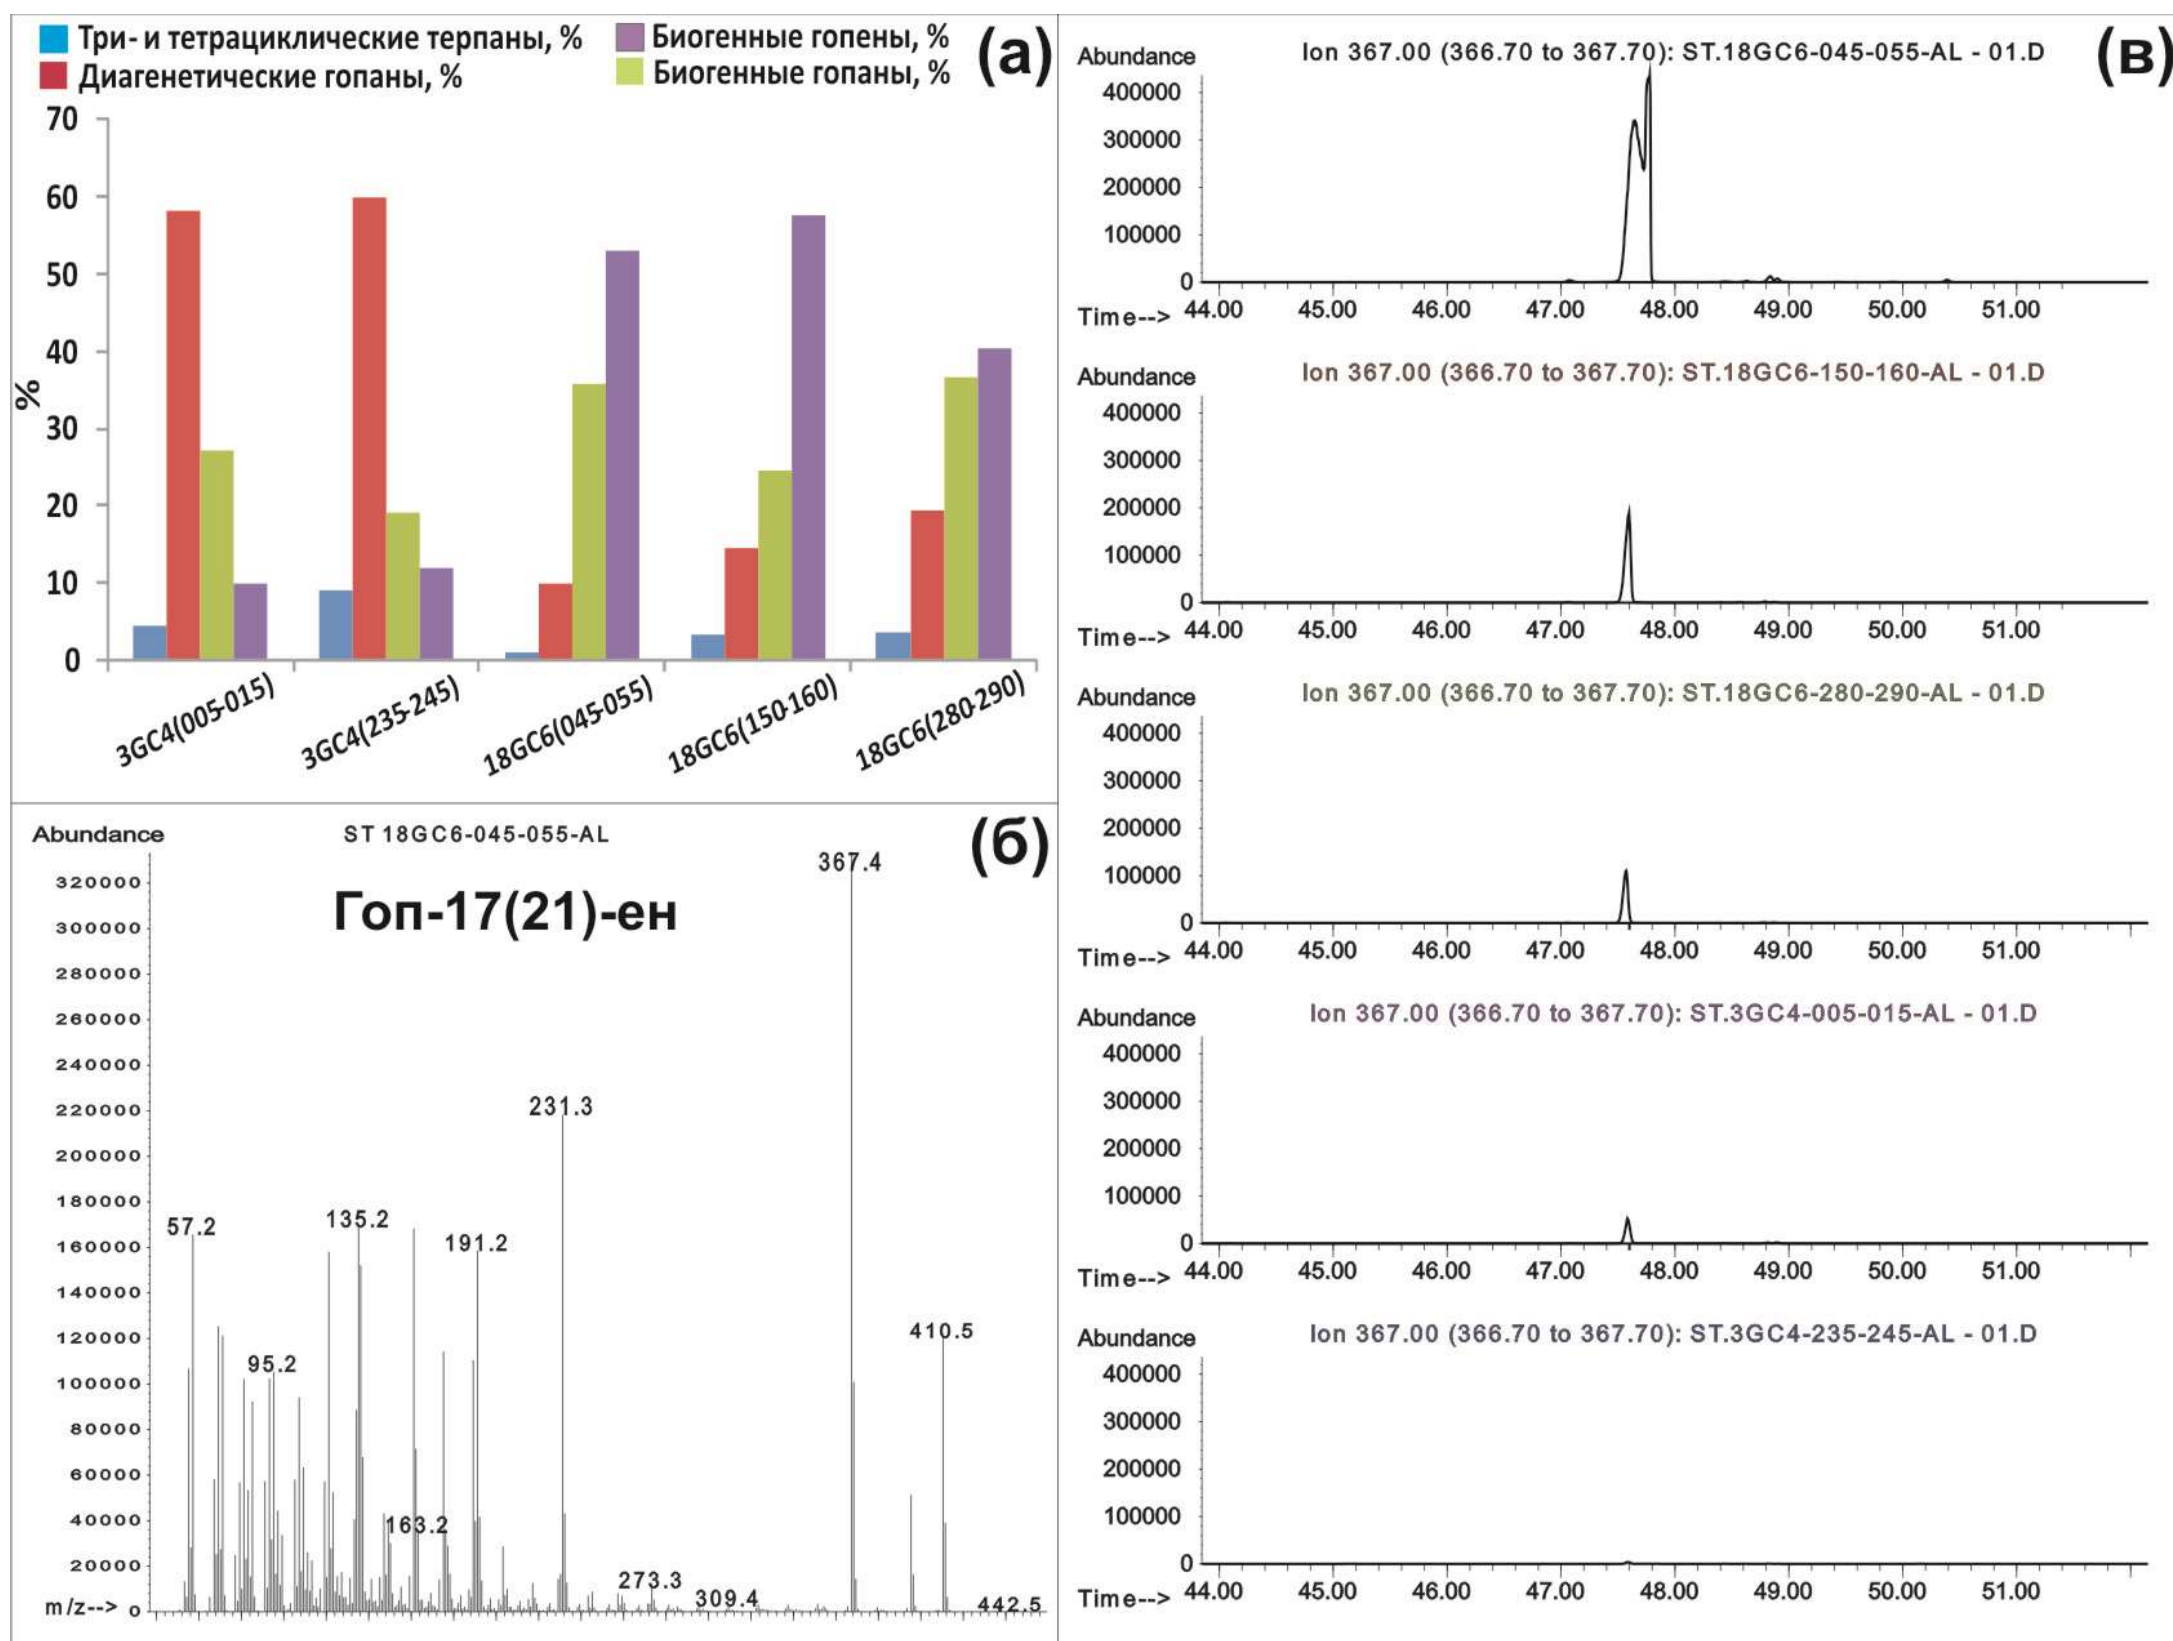 Три- и тетрациклические терпаны, %
Биогенные гопены, %
(а)
Диагенетические гопаны, %
Биогенные гопаны, %
70
60
50
40
30
20
10
0
%
3GC4(005-015)
3GC4(235-245)
18GC6(045-055)
18GC6(150-160)
18GC6(280-290)
Abundance
ST 18GC6-045-055-AL
(б)
Гоп-17(21)-ен
320000
300000
280000
260000
240000
220000
200000
180000
160000
140000
120000
100000
80000
60000
40000
20000
0
m/z-->
57.2
95.2
135.2
163.2
191.2
231.3
273.3
309.4
367.4
410.5
442.5
(в)
Abundance
Ion 367.00 (366.70 to 367.70): ST.18GC6-045-055-AL - 01.D
400000
300000
200000
100000
0
Time--> 44.00 45.00 46.00 47.00 48.00 49.00 50.00 51.00
Abundance
Ion 367.00 (366.70 to 367.70): ST.18GC6-150-160-AL - 01.D
400000
300000
200000
100000
0
Time--> 44.00 45.00 46.00 47.00 48.00 49.00 50.00 51.00
Abundance
Ion 367.00 (366.70 to 367.70): ST.18GC6-280-290-AL - 01.D
400000
300000
200000
100000
0
Time--> 44.00 45.00 46.00 47.00 48.00 49.00 50.00 51.00
Abundance
Ion 367.00 (366.70 to 367.70): ST.3GC4-005-015-AL - 01.D
400000
300000
200000
100000
0
Time--> 44.00 45.00 46.00 47.00 48.00 49.00 50.00 51.00
Abundance
Ion 367.00 (366.70 to 367.70): ST.3GC4-235-245-AL - 01.D
400000
300000
200000
100000
0
Time--> 44.00 45.00 46.00 47.00 48.00 49.00 50.00 51.00